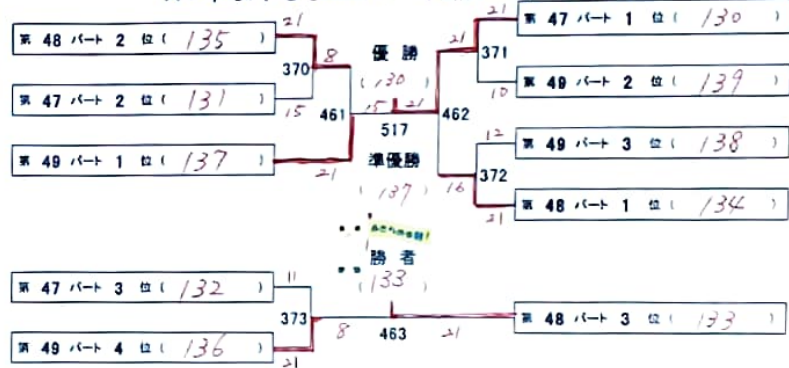 21
第 48 パート 2 位 ( 135 )
370
8
第 47 パート 2 位 ( 131 )
15
461
第 49 パート 1 位 ( 137 )
21
優 勝
( 130 )
15 21
517
準優勝
( 137 )
21
第 47 パート 1 位 ( 130 )
21
371
第 49 パート 2 位 ( 139 )
10
462
12
第 49 パート 3 位 ( 138 )
372
16
第 48 パート 1 位 ( 134 )
21
勝 者
( 133 )
第 47 パート 3 位 ( 132 )
11
373
第 49 パート 4 位 ( 136 )
21
8
463
21
第 48 パート 3 位 ( 133 )